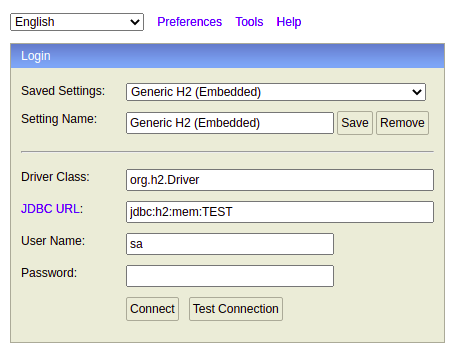 English Preferences Tools Help
Login
Saved Settings: Generic H2 (Embedded)
Setting Name: Generic H2 (Embedded) Save Remove
Driver Class: org.h2.Driver
JDBC URL: jdbc:h2:mem:TEST
User Name: sa
Password:
Connect Test Connection